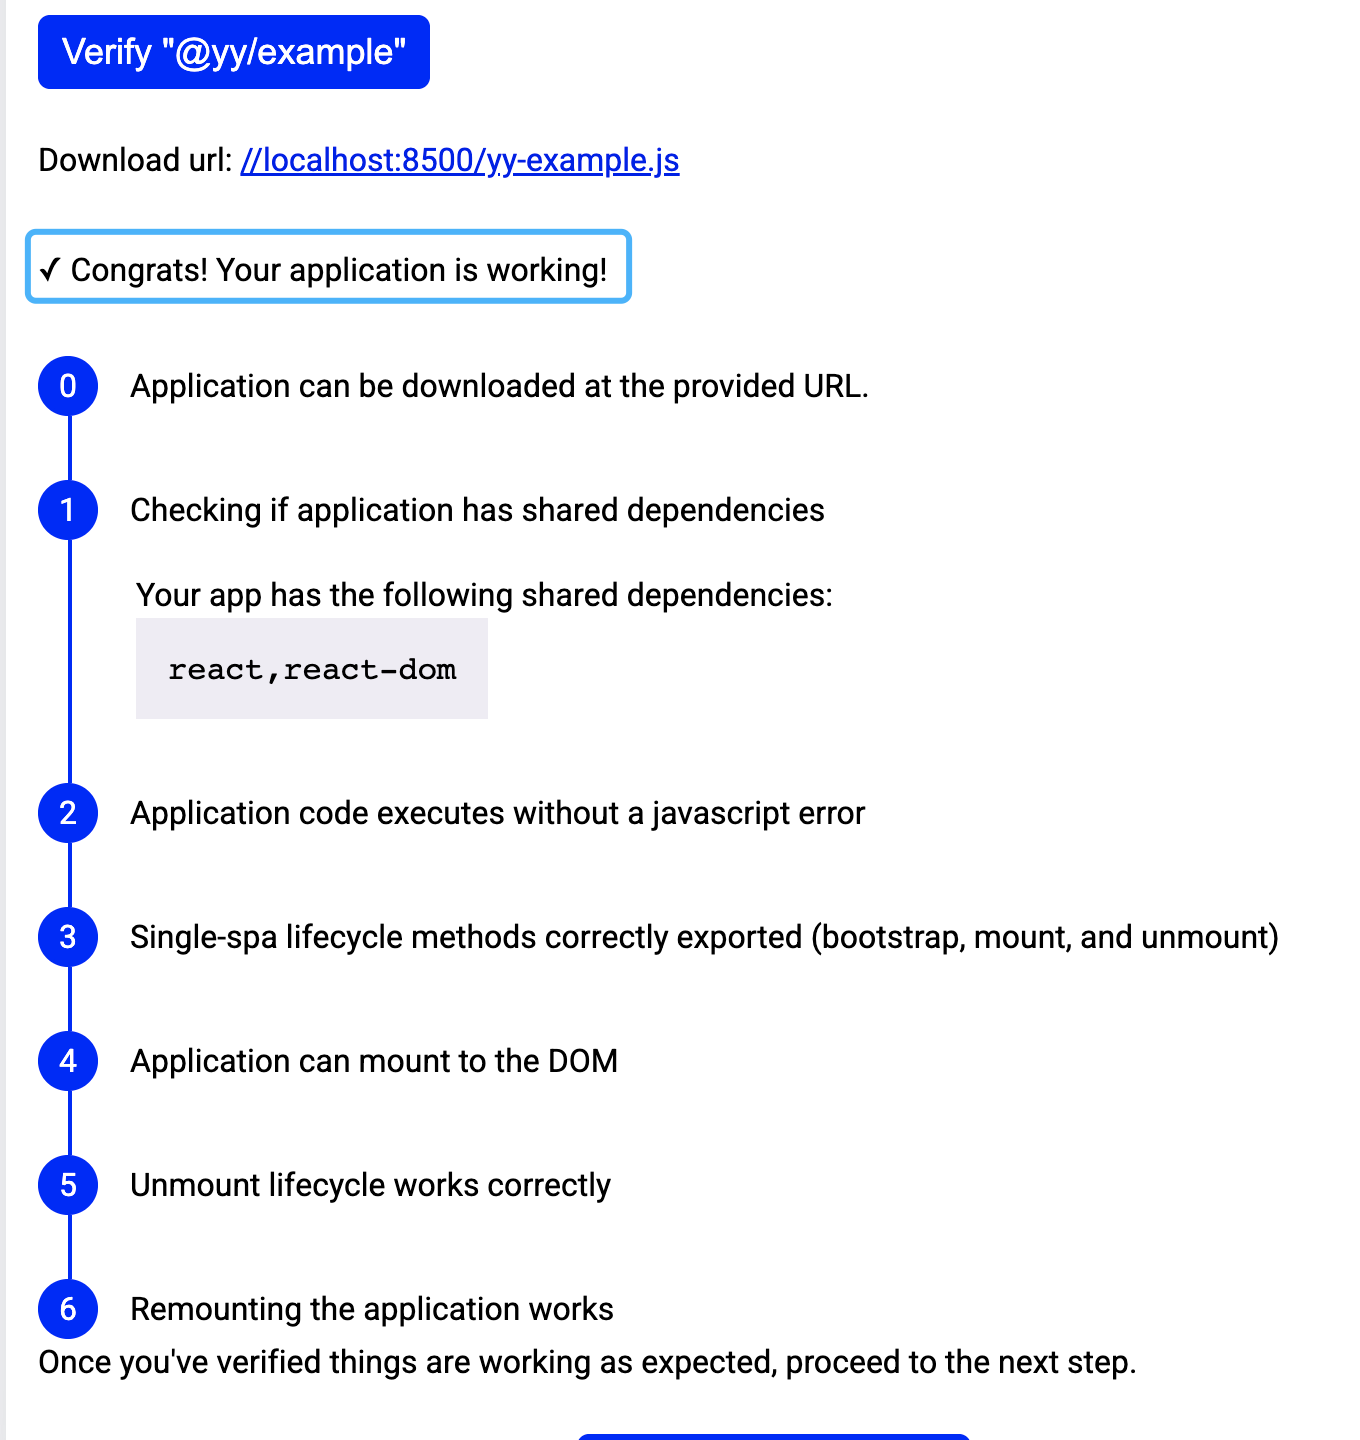 Verify "@yy/example"
Download url: //localhost:8500/yy-example.js
✓ Congrats! Your application is working!
0 Application can be downloaded at the provided URL.
1 Checking if application has shared dependencies
Your app has the following shared dependencies:
react,react-dom
2 Application code executes without a javascript error
3 Single-spa lifecycle methods correctly exported (bootstrap, mount, and unmount)
4 Application can mount to the DOM
5 Unmount lifecycle works correctly
6 Remounting the application works
Once you've verified things are working as expected, proceed to the next step.